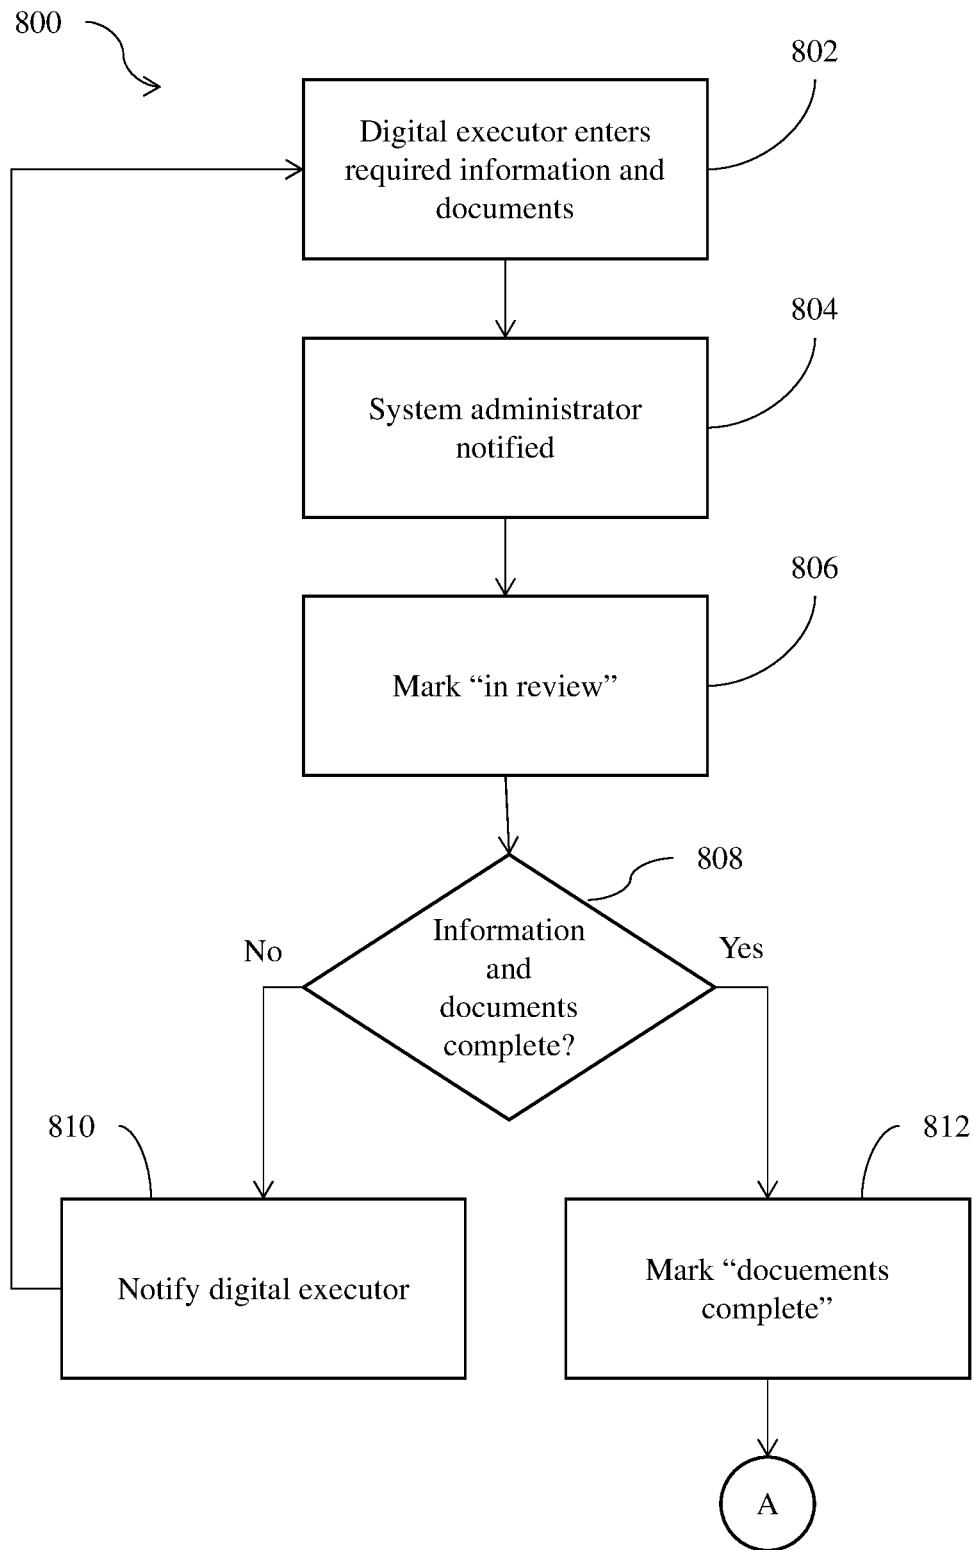 800
802
Digital executor enters
required information and
documents
804
System administrator
notified
806
Mark “in review”
808
Information
and
documents
complete?
No
Yes
810
812
Notify digital executor
Mark “docuements
complete”
A